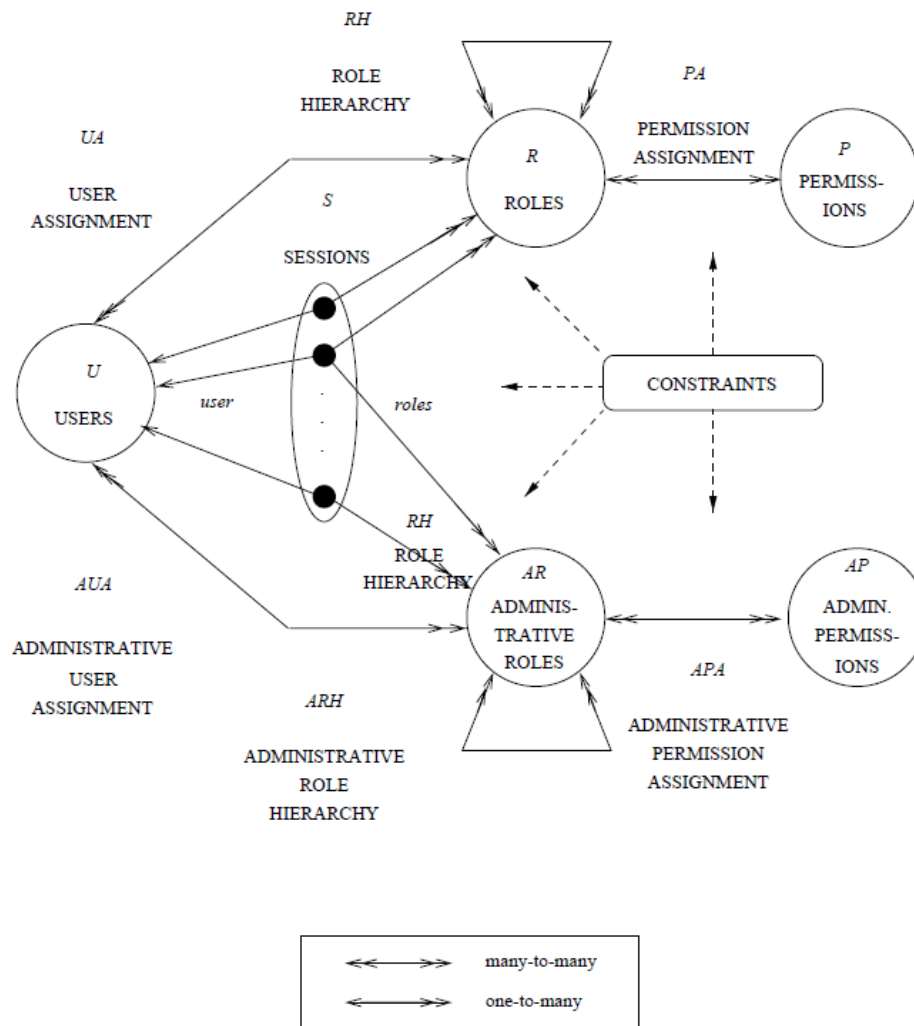 RH
ROLE
HIERARCHY
PA
PERMISSION
ASSIGNMENT
UA
USER
ASSIGNMENT
S
SESSIONS
R
ROLES
P
PERMISS-
IONS
U
USERS
user
.
.
.
roles
CONSTRAINTS
RH
ROLE
HIERARCHY
AUA
ADMINISTRATIVE
USER
ASSIGNMENT
AR
ADMINIS-
TRATIVE
ROLES
AP
ADMIN.
PERMISS-
IONS
ARH
ADMINISTRATIVE
ROLE
HIERARCHY
APA
ADMINISTRATIVE
PERMISSION
ASSIGNMENT
many-to-many
one-to-many